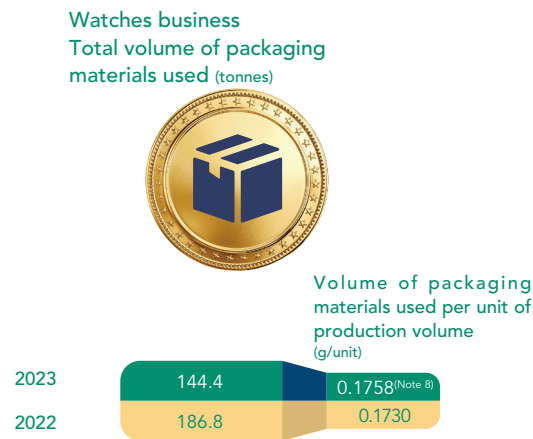 Watches business
Total volume of packaging
materials used (tonnes)
Volume of packaging
materials used per unit of
production volume
(g/unit)
2023 144.4 0.1758(Note 8)
2022 186.8 0.1730